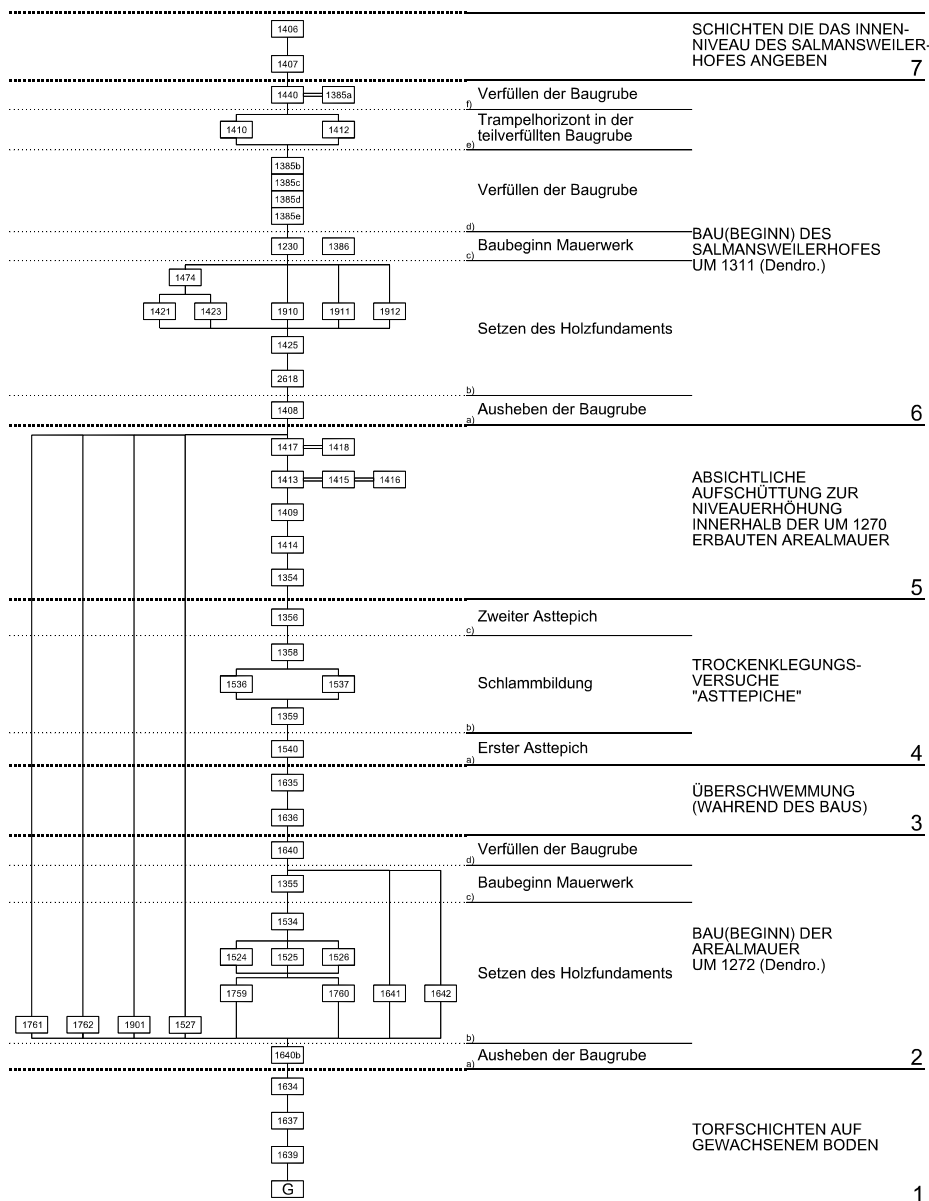 1406
SCHICHTEN DIE DAS INNEN-
NIVEAU DES SALMANSWEILER-
HOFES ANGEBEN
1407
7
1440 1385a
Verfüllen der Baugrube
f)
1410 1412
Trampelhorizont in der
teilverfüllten Baugrube
e)
1385b
1385c
1385d
1385e
Verfüllen der Baugrube
d)
1230 1386
Baubeginn Mauerwerk
c)
BAU(BEGINN) DES
SALMANSWEILERHOFES
UM 1311 (Dendro.)
1474
1421 1423 1910 1911 1912
Setzen des Holzfundaments
1425
2618
b)
1408
Ausheben der Baugrube
a)
6
1417 1418
1413 1415 1416
1409
1414
1354
ABSICHTLICHE
AUFSCHÜTTUNG ZUR
NIVEAUERHÖHUNG
INNERHALB DER UM 1270
ERBAUTEN AREALMAUER
5
1356
Zweiter Asttepich
c)
1358
1536 1537
Schlammbildung
1359
b)
TROCKENKLEGUNGS-
VERSUCHE
"ASTTEPICHE"
1540
Erster Asttepich
a)
4
1635
1636
ÜBERSCHWEMMUNG
(WAHREND DES BAUS)
3
1640
Verfüllen der Baugrube
d)
1355
Baubeginn Mauerwerk
c)
1534
1524 1525 1526
Setzen des Holzfundaments
1759 1760 1641 1642
1761 1762 1901 1527
b)
BAU(BEGINN) DER
AREALMAUER
UM 1272 (Dendro.)
1640b
Ausheben der Baugrube
a)
2
1634
1637
1639
G
TORFSCHICHTEN AUF
GEWACHSENEM BODEN
1